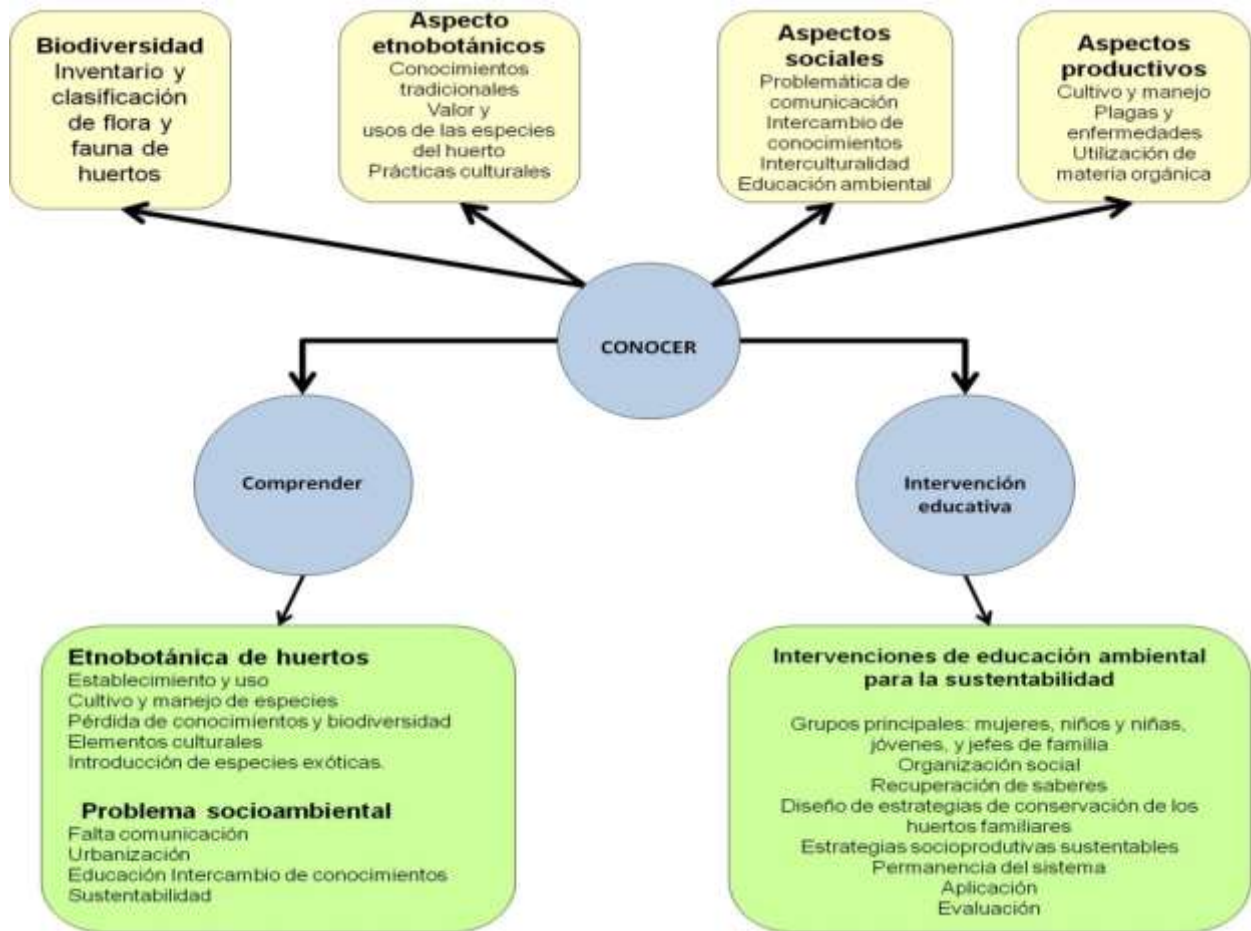 Biodiversidad
Inventario y
clasificación
de flora y
fauna de
huertos
Aspecto
etnobotánicos
Conocimientos
tradicionales
Valor y
usos de las especies
del huerto
Prácticas culturales
Aspectos
sociales
Problemática de
comunicación
Intercambio de
conocimientos
Interculturalidad
Educación ambiental
Aspectos
productivos
Cultivo y manejo
Plagas y
enfermedades
Utilización de
materia orgánica
CONOCER
Comprender
Intervención
educativa
Etnobotánica de huertos
Establecimiento y uso
Cultivo y manejo de especies
Pérdida de conocimientos y biodiversidad
Elementos culturales
Introducción de especies exóticas.
Problema socioambiental
Falta comunicación
Urbanización
Educación Intercambio de conocimientos
Sustentabilidad
Intervenciones de educación ambiental
para la sustentabilidad
Grupos principales: mujeres, niños y niñas,
jóvenes, y jefes de familia
Organización social
Recuperación de saberes
Diseño de estrategias de conservación de los
huertos familiares
Estrategias socioprodutivas sustentables
Permanencia del sistema
Aplicación
Evaluación